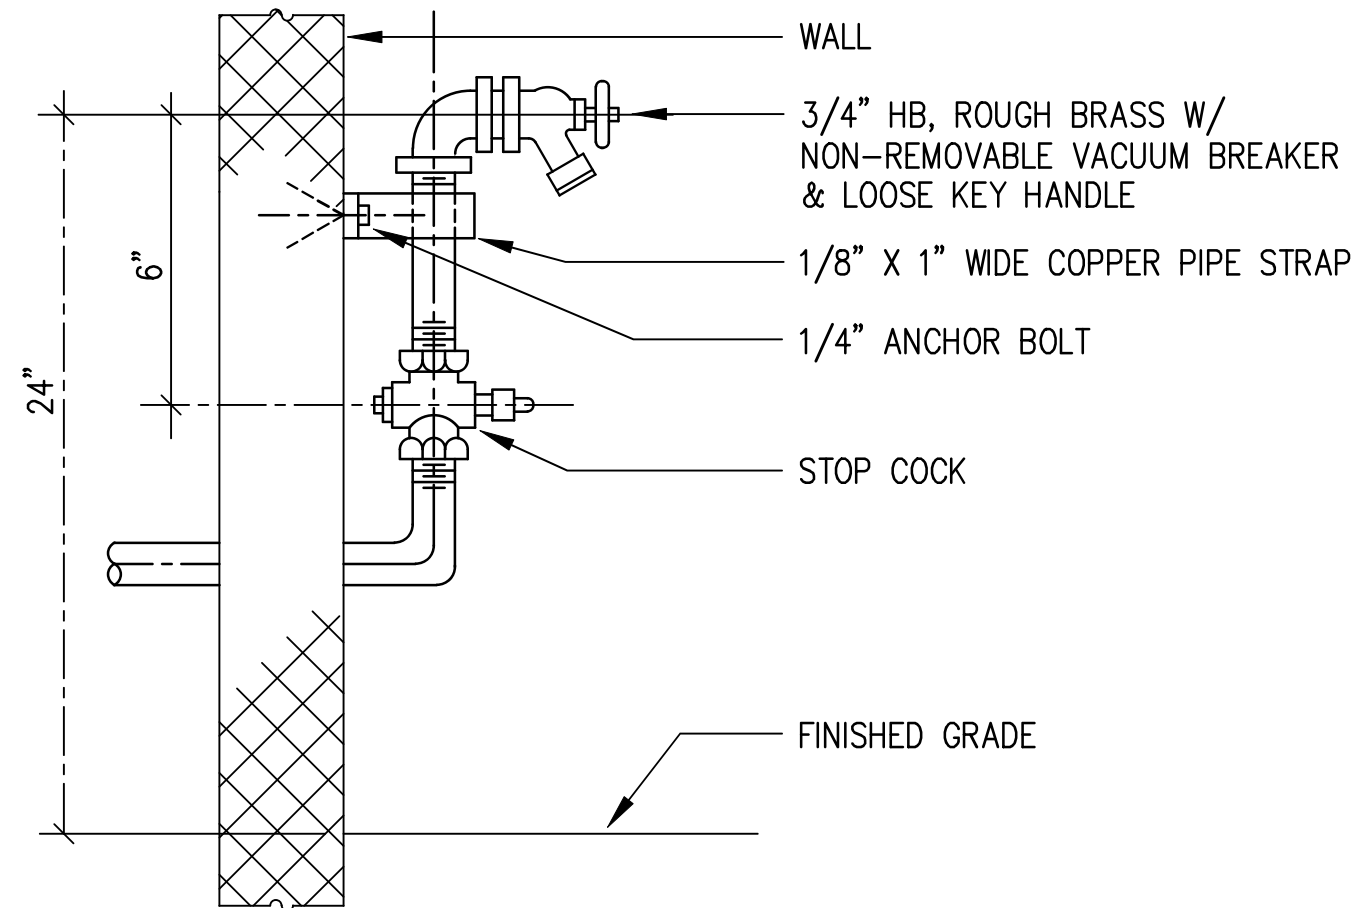 WALL
3/4” HB, ROUGH BRASS W/
NON-REMOVABLE VACUUM BREAKER
& LOOSE KEY HANDLE
1/8” X 1” WIDE COPPER PIPE STRAP
6”
1/4” ANCHOR BOLT
24”
STOP COCK
FINISHED GRADE